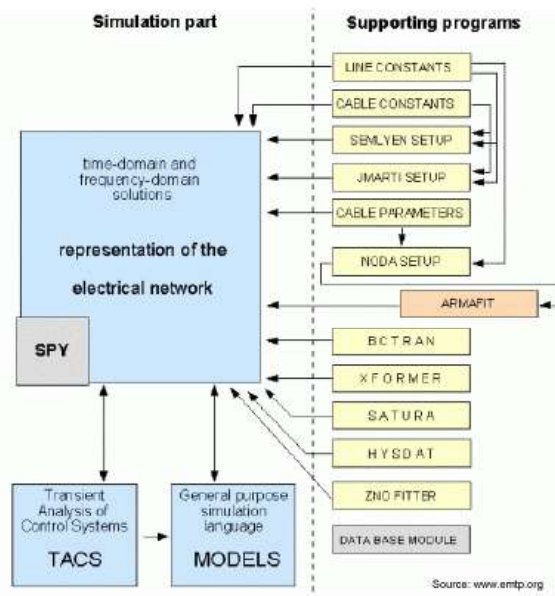 Simulation part
Supporting programs
LINE CONSTANTS
CABLE CONSTANTS
SEMLYEN SETUP
JMARTI SETUP
CABLE PARAMETERS
NODA SETUP
ARMAFIT
BCTRAN
XFORMER
SATURA
HYSDAT
ZNO FITTER
DATA BASE MODULE
time-domain and
frequency-domain
solutions
representation of the
electrical network
SPY
Transient
Analysis of
Control Systems
TACS
General purpose
simulation
language
MODELS
Source: www.emtp.org